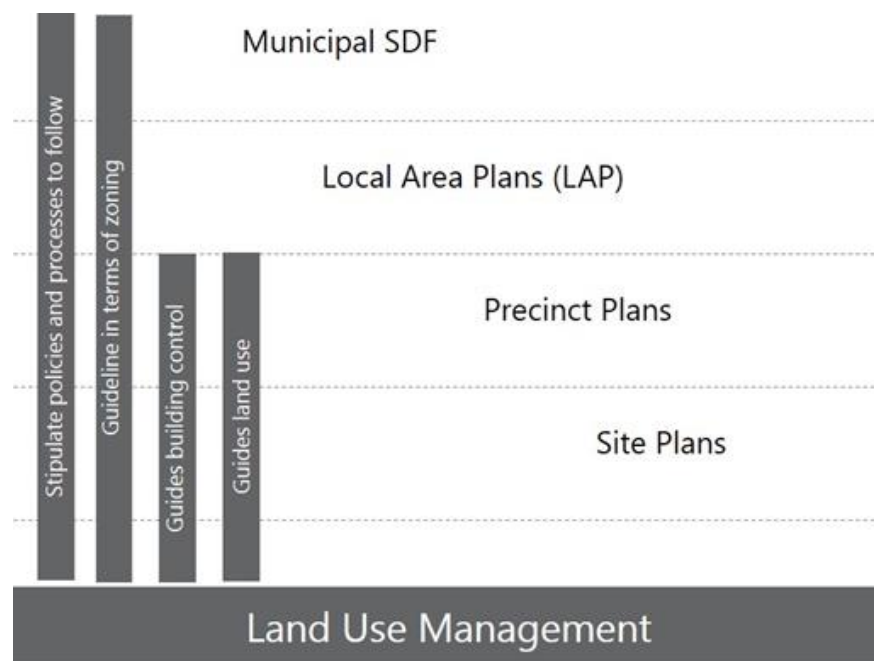 Municipal SDF
Local Area Plans (LAP)
Precinct Plans
Site Plans
Stipulate policies and processes to follow
Guideline in terms of zoning
Guides building control
Guides land use
Land Use Management